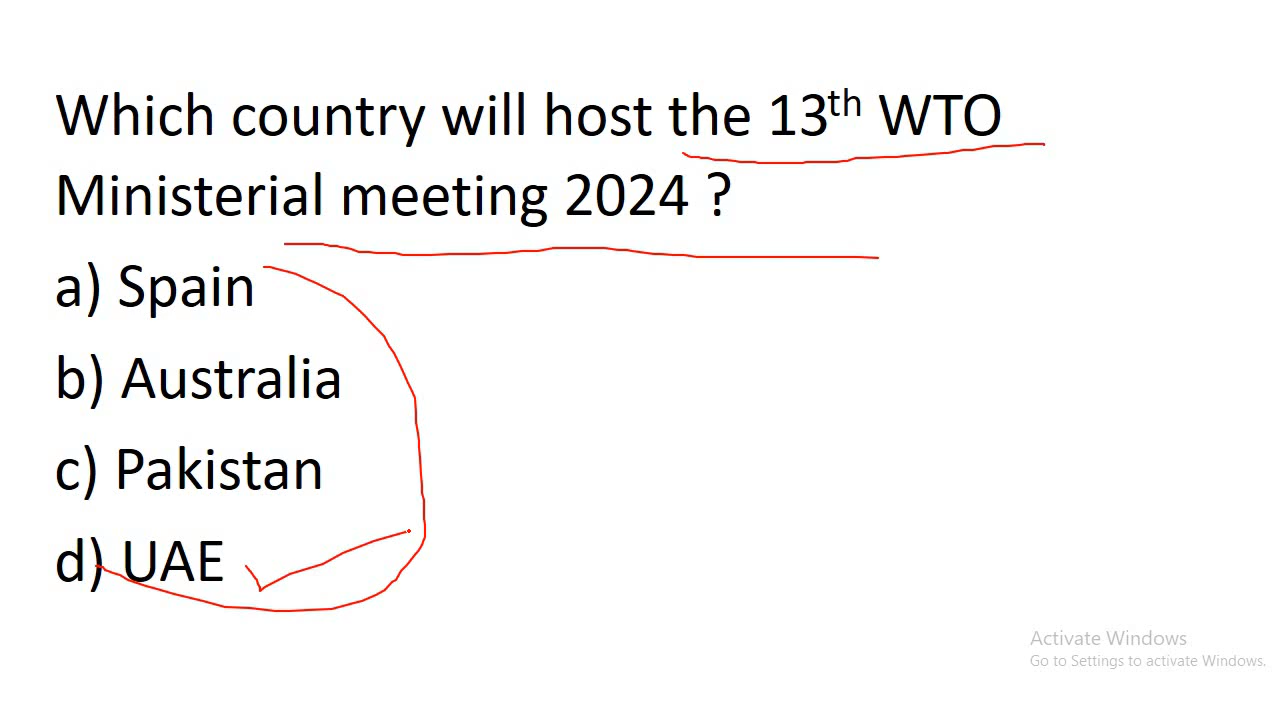 Which country will host the 13th WTO
Ministerial meeting 2024 ?
a) Spain
b) Australia
c) Pakistan
d) UAE
Activate Windows
Go to Settings to activate Windows.